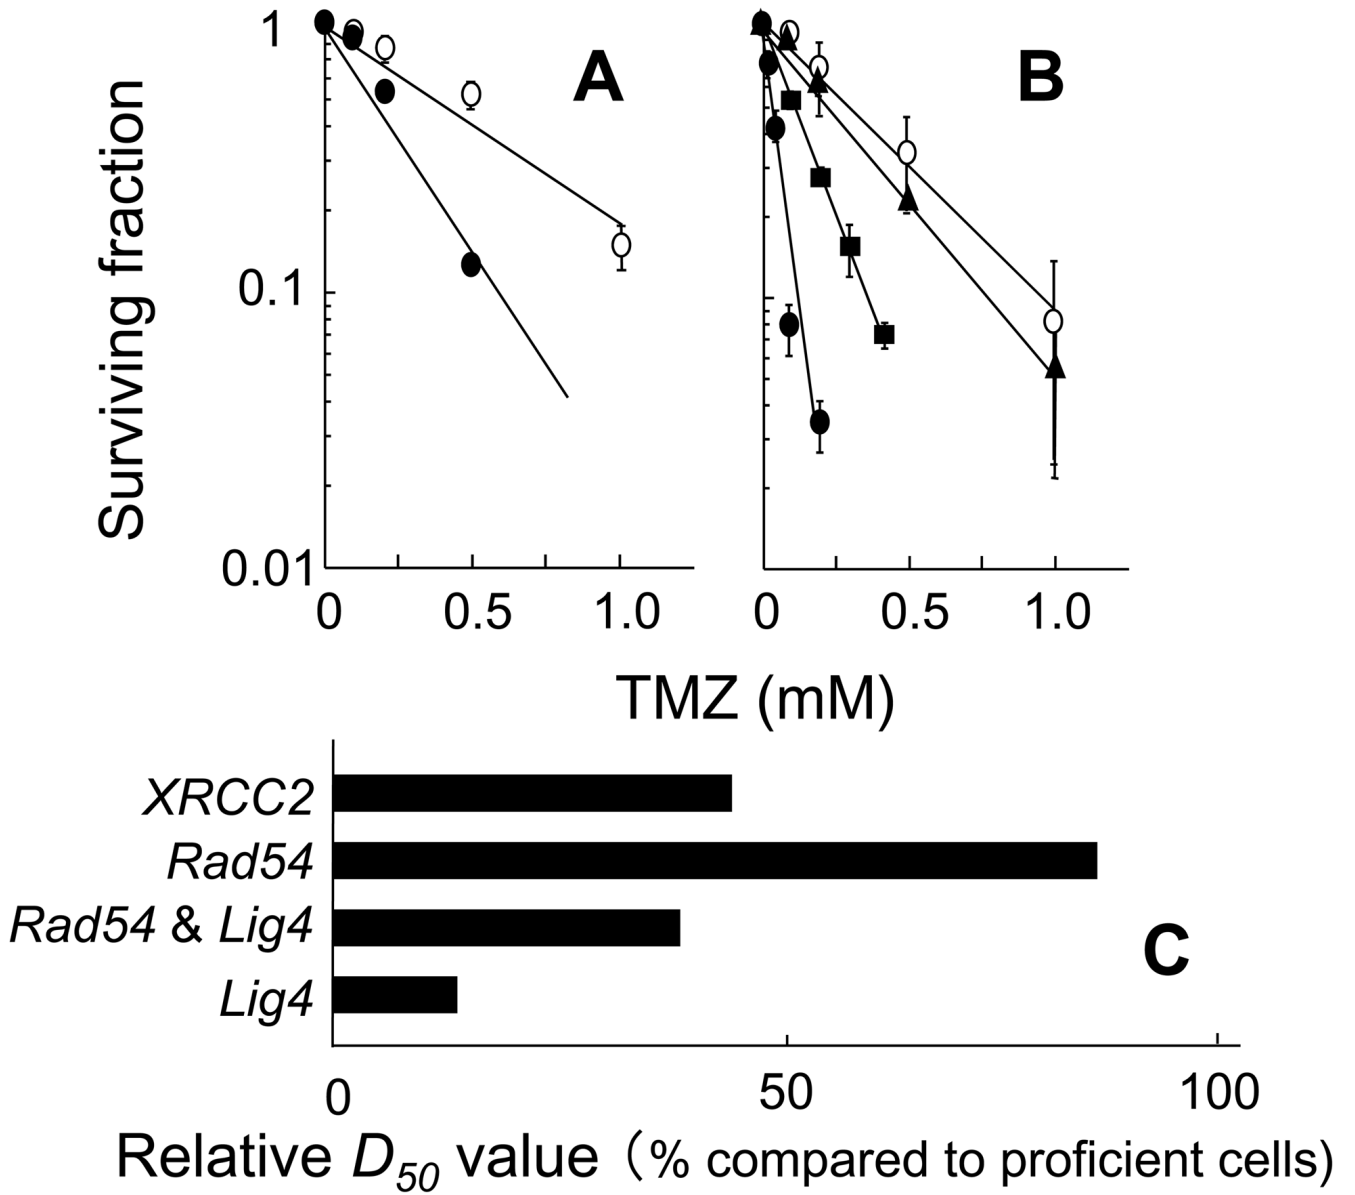 1
0.1
0.01
Surviving fraction
A
B
0 0.5 1.0
0 0.5 1.0
TMZ (mM)
XRCC2
Rad54
Rad54 & Lig4
Lig4
C
0 50 100
Relative D50 value (% compared to proficient cells)